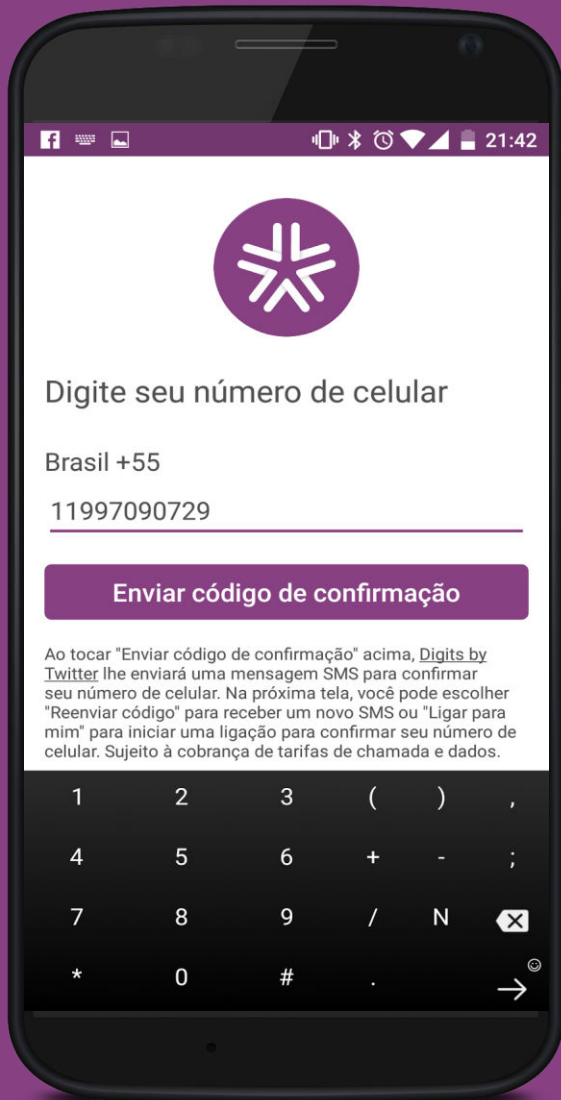 21:42
Digite seu número de celular
Brasil +55
11997090729
Enviar código de confirmação
Ao tocar "Enviar código de confirmação" acima, Digits by
Twitter lhe enviará uma mensagem SMS para confirmar
seu número de celular. Na próxima tela, você pode escolher
"Reenviar código" para receber um novo SMS ou "Ligar para
mim" para iniciar uma ligação para confirmar seu número de
celular. Sujeito à cobrança de tarifas de chamada e dados.
1 2 3 ( ) ,
4 5 6 + - ;
7 8 9 / N
* 0 # .